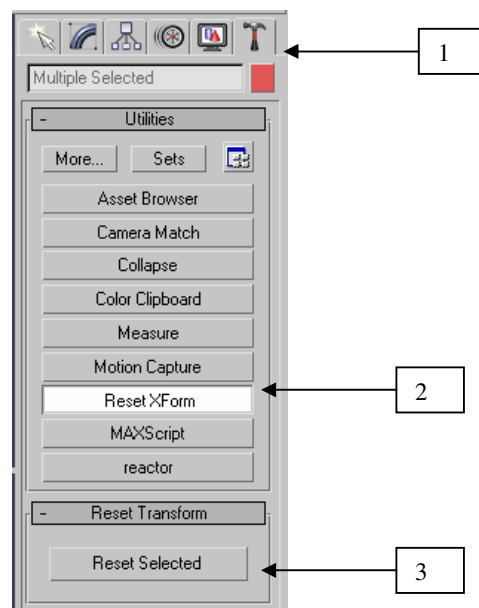 1
Multiple Selected
- Utilities
More... Sets
Asset Browser
Camera Match
Collapse
Color Clipboard
Measure
Motion Capture
Reset XForm
2
MAXScript
reactor
- Reset Transform
Reset Selected
3